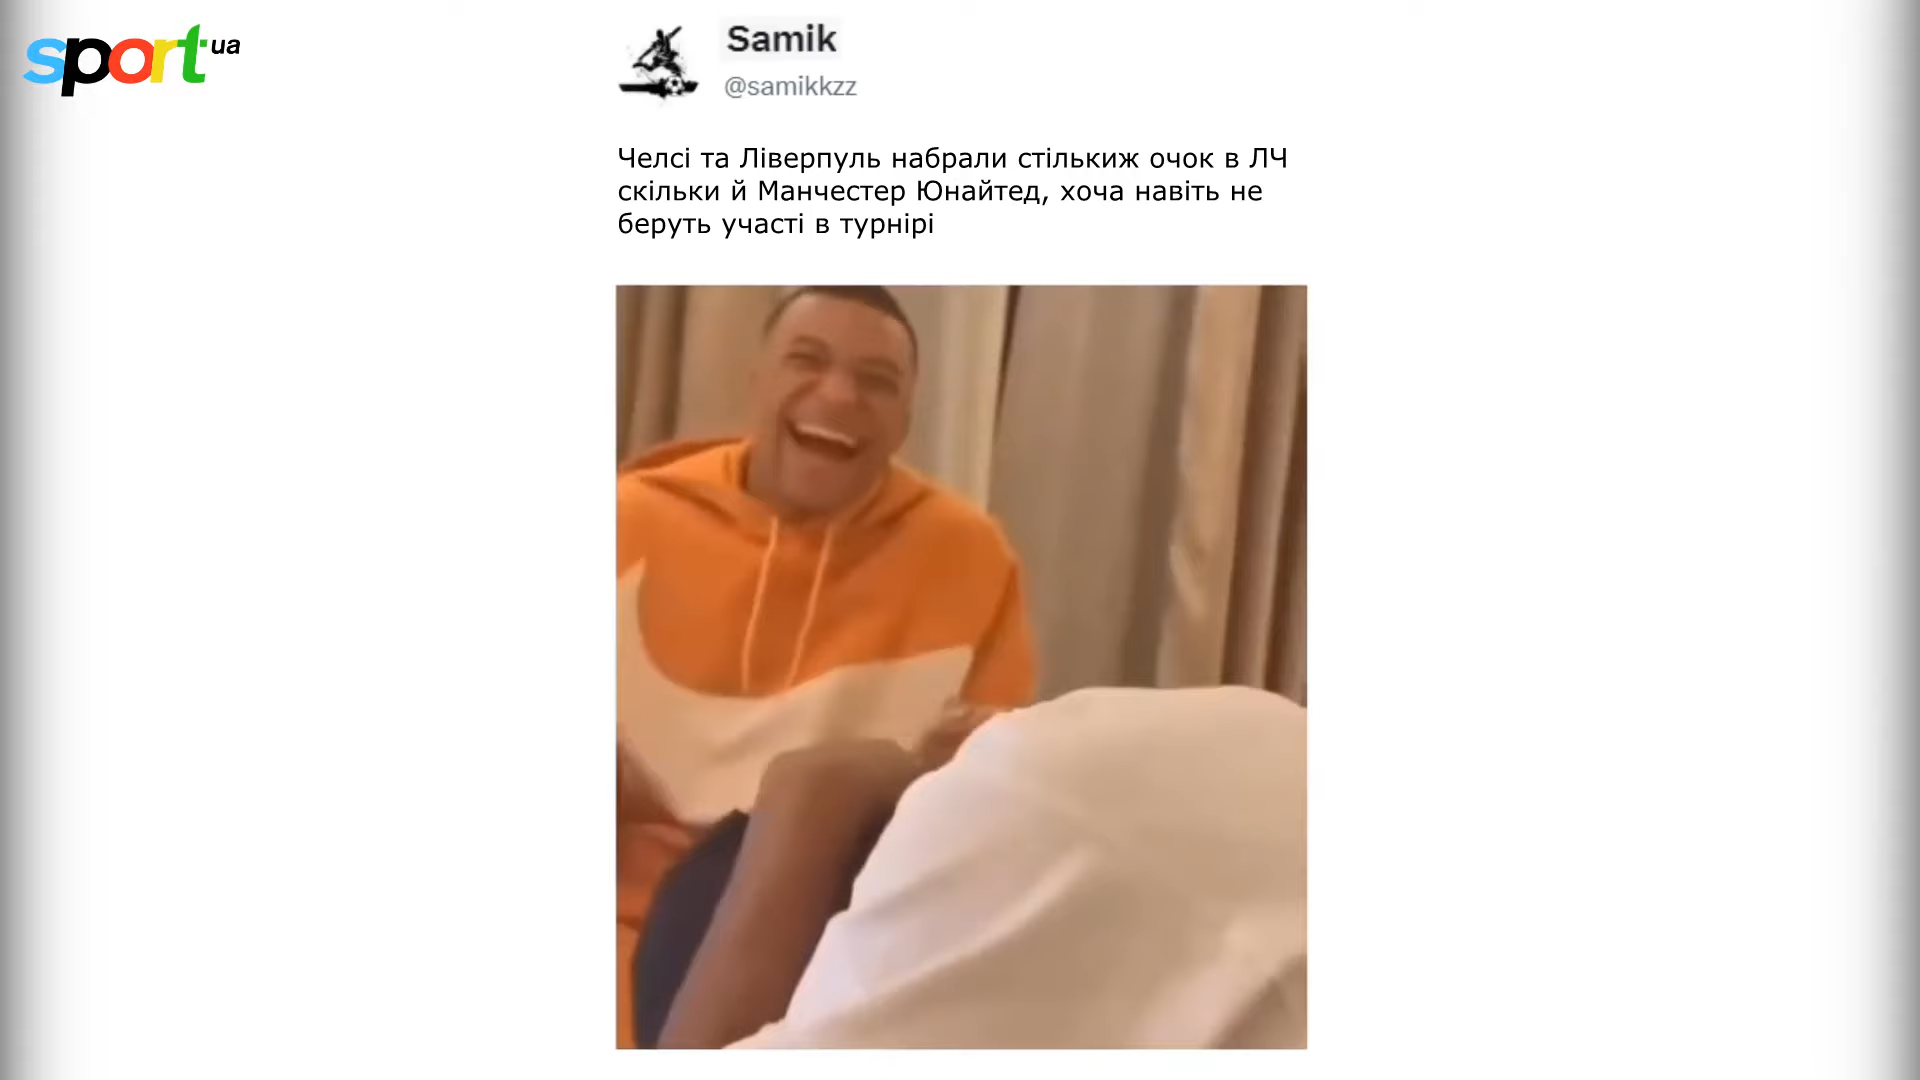 sport.ua
Samik
@samikkzz
Челсі та Ліверпуль набрали стількиж очок в ЛЧ
скільки й Манчестер Юнайтед, хоча навіть не
беруть участі в турнірі